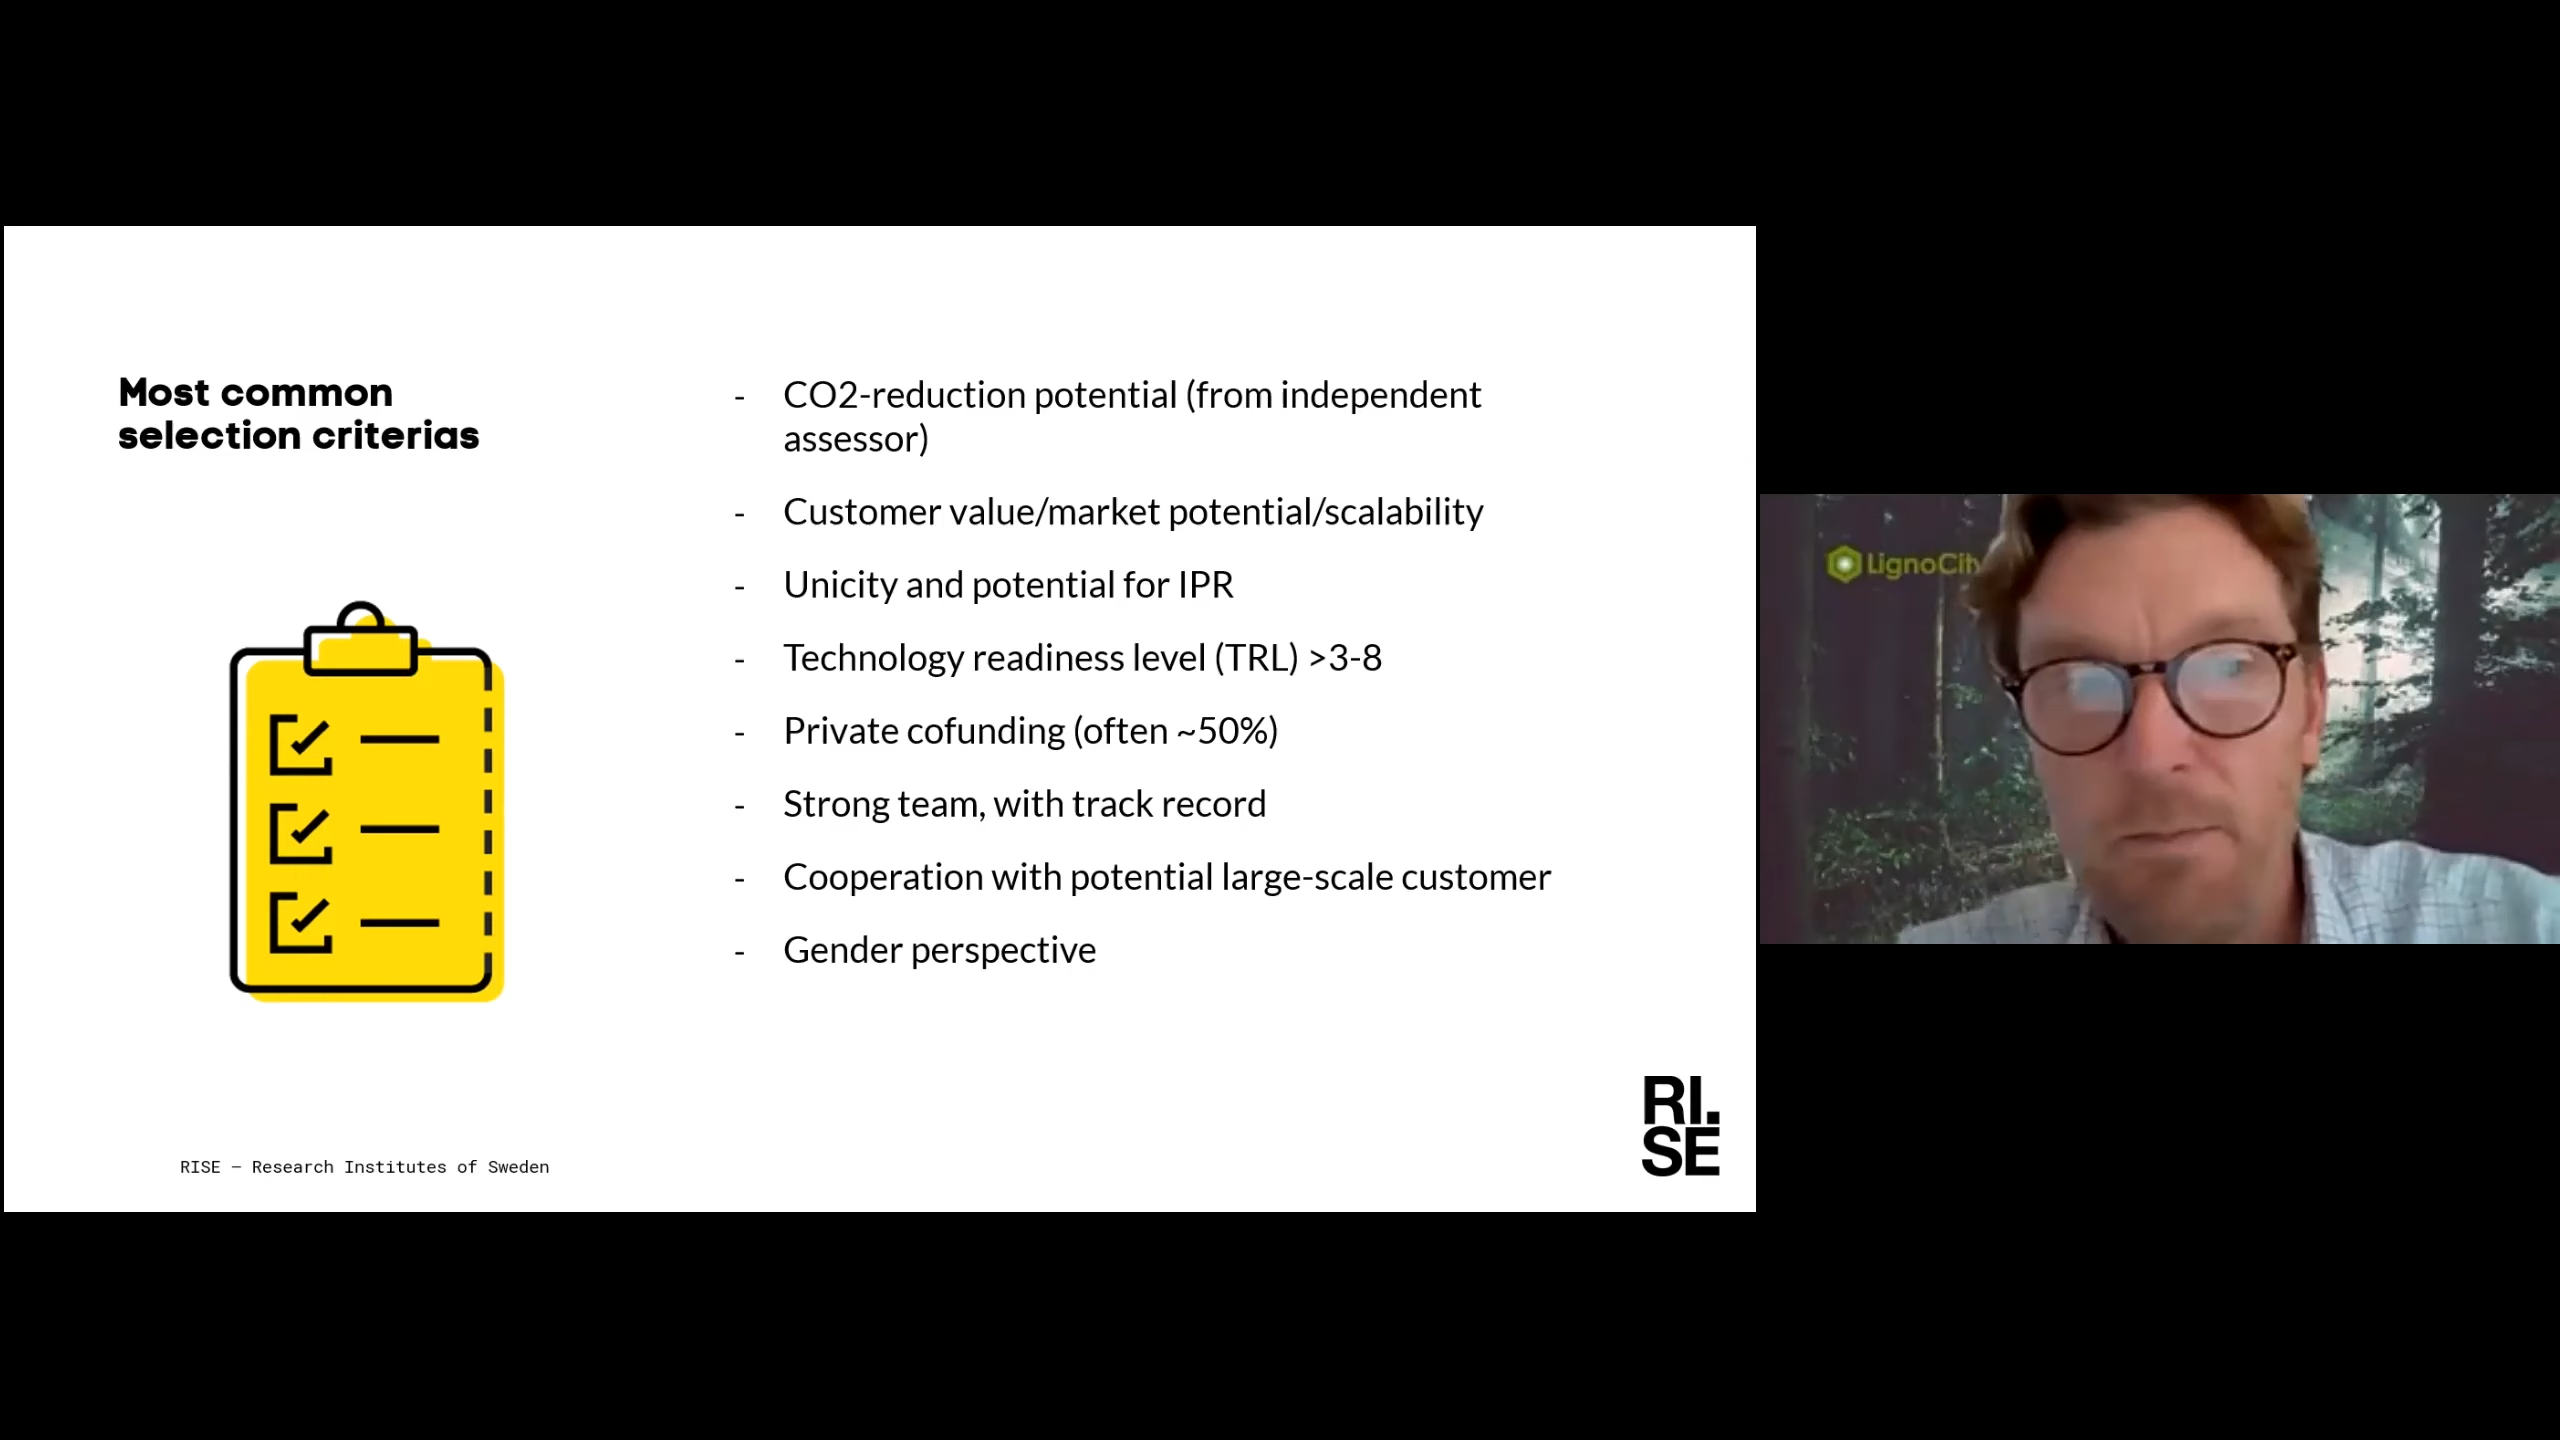 Most common
selection criterias
- CO2-reduction potential (from independent
assessor)
- Customer value/market potential/scalability
- Unicity and potential for IPR
- Technology readiness level (TRL) >3-8
- Private cofunding (often ~50%)
- Strong team, with track record
- Cooperation with potential large-scale customer
- Gender perspective
RISE — Research Institutes of Sweden
RI.
SE
LignoCity